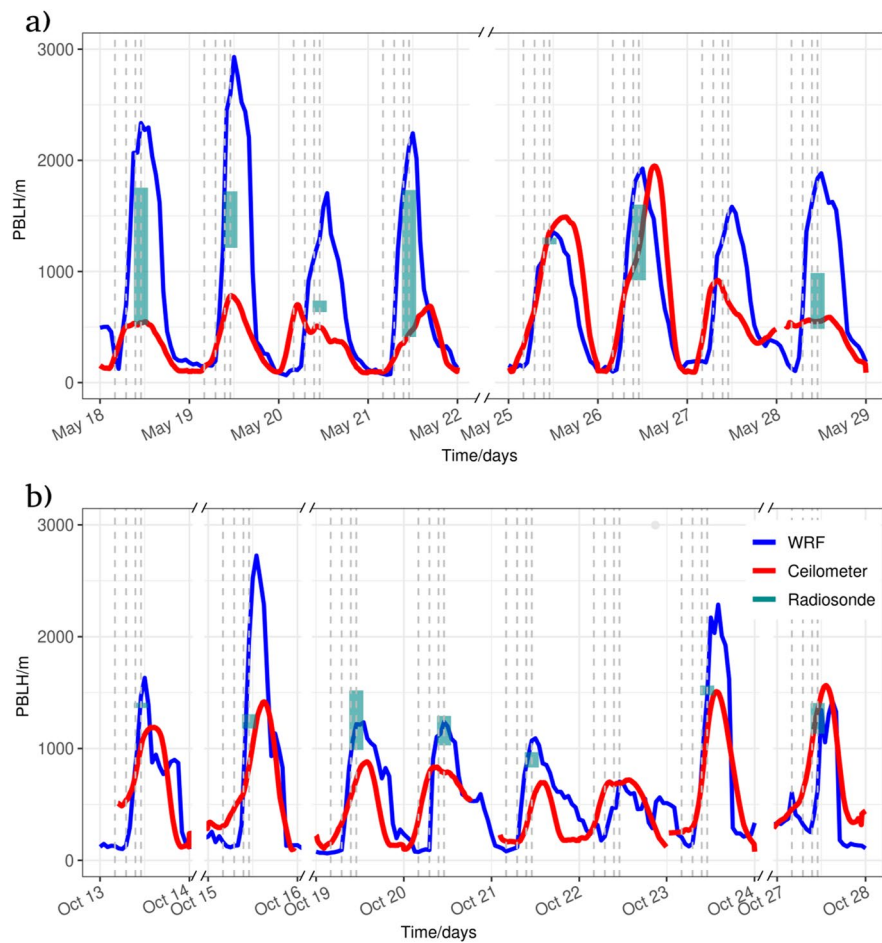 a)
//
3000
2000
1000
0
PBLH/m
May 18
May 19
May 20
May 21
May 22
May 25
May 26
May 27
May 28
May 29
//
Time/days
b)
// // //
3000
2000
1000
0
PBLH/m
WRF
Ceilometer
Radiosonde
Oct 13
Oct 14
Oct 15
Oct 16
Oct 19
Oct 20
Oct 21
Oct 22
Oct 23
Oct 24
Oct 27
Oct 28
// // //
Time/days